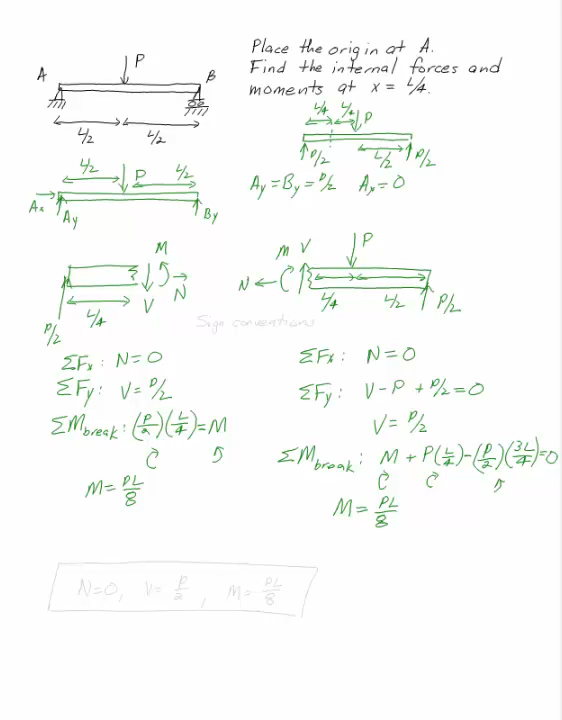 Place the origin at A.
Find the internal forces and
moments at x = L/4.
A P B
L/2 L/2
L/4 L/4 P
L/2
P/2 P/2
Ay = By = P/2 Ax = 0
L/2 P L/2
Ax Ay By
M
V N
L/4
P/2
M V P
N
L/4 L/2 P/2
Sign conventions
ΣFx: N = 0
ΣFy: V = P/2
ΣMbreak: (P/2)(L/4) = M
M = PL/8
ΣFx: N = 0
ΣFy: V - P + P/2 = 0
V = P/2
ΣMbreak: M + P(L/4) - (P/2)(3L/4) = 0
M = PL/8
N=0, V= P/2, M= PL/8